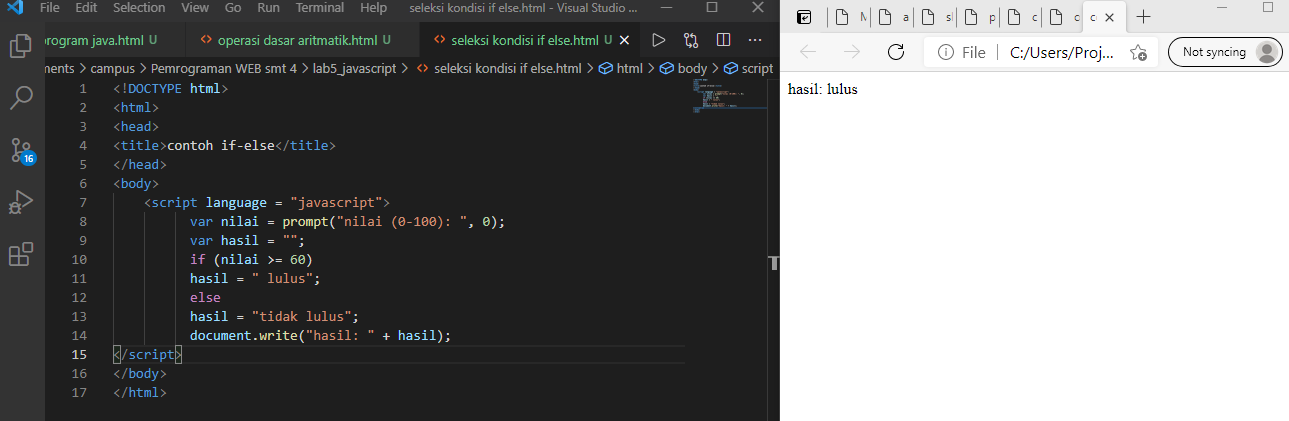 File Edit Selection View Go Run Terminal Help seleksi kondisi if else.html - Visual Studio ...
rogram java.html U operasi dasar aritmatik.html U seleksi kondisi if else.html U
ments > campus > Pemrograman WEB smt 4 > lab5_javascript > seleksi kondisi if else.html > html > body > script
1 <!DOCTYPE html>
2 <html>
3 <head>
4 <title>contoh if-else</title>
5 </head>
6 <body>
7 <script language = "javascript">
8 var nilai = prompt("nilai (0-100): ", 0);
9 var hasil = "";
10 if (nilai >= 60)
11 hasil = " lulus";
12 else
13 hasil = "tidak lulus";
14 document.write("hasil: " + hasil);
15 </script>
16 </body>
17 </html>
16
File C:/Users/Proj... Not syncing
hasil: lulus